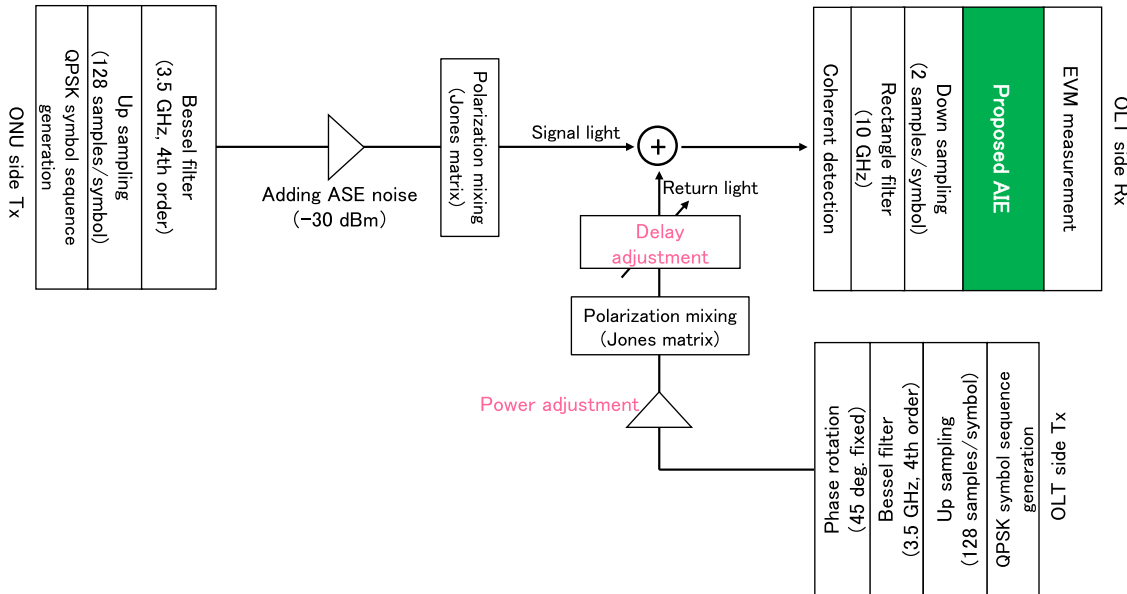 ONU side Tx
QPSK symbol sequence
generation
Up sampling
(128 samples/symbol)
Bessel filter
(3.5 GHz, 4th order)
Adding ASE noise
(−30 dBm)
Polarization mixing
(Jones matrix)
Signal light
+
Return light
Delay
adjustment
Polarization mixing
(Jones matrix)
Power adjustment
Coherent detection
Rectangle filter
(10 GHz)
Down sampling
(2 samples/symbol)
Proposed AIE
EVM measurement
OLT side Rx
Phase rotation
(45 deg. fixed)
Bessel filter
(3.5 GHz, 4th order)
Up sampling
(128 samples/symbol)
QPSK symbol sequence
generation
OLT side Tx